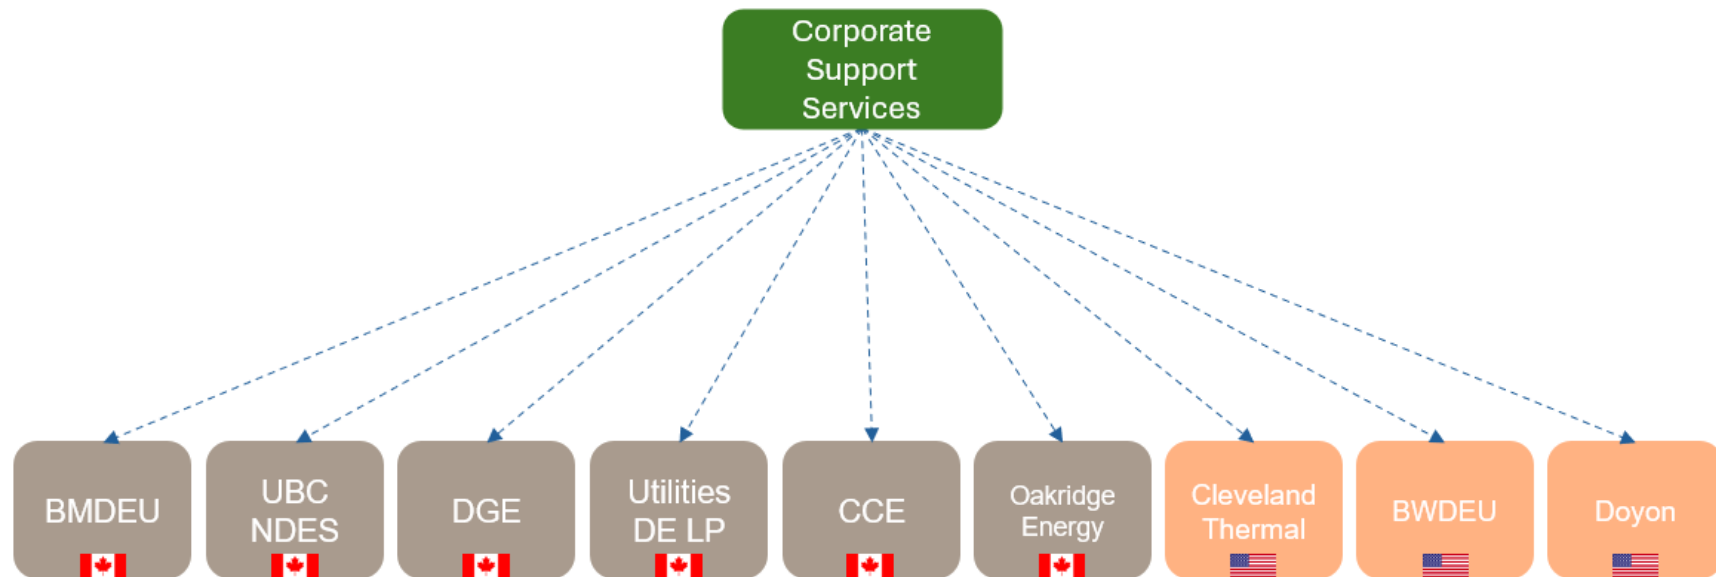 Corporate
Support
Services
BMDEU
UBC
NDES
DGE
Utilities
DE LP
CCE
Oakridge
Energy
Cleveland
Thermal
BWDEU
Doyon